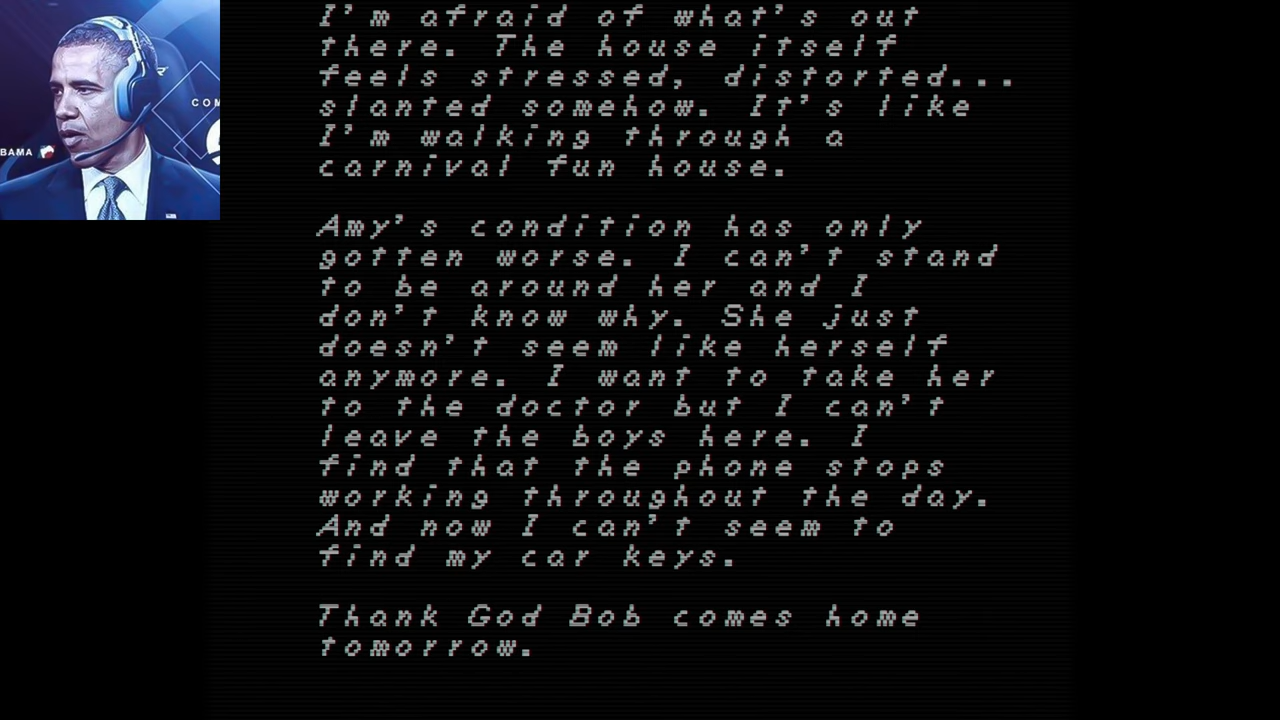 I'm afraid of what's out
there. The house itself
feels stressed, distorted...
slanted somehow. It's like
I'm walking through a
carnival fun house.
Amy's condition has only
gotten worse. I can't stand
to be around her and I
don't know why. She just
doesn't seem like herself
anymore. I want to take her
to the doctor but I can't
leave the boys here. I
find that the phone stops
working throughout the day.
And now I can't seem to
find my car keys.
Thank God Bob comes home
tomorrow.
COM
BAMA